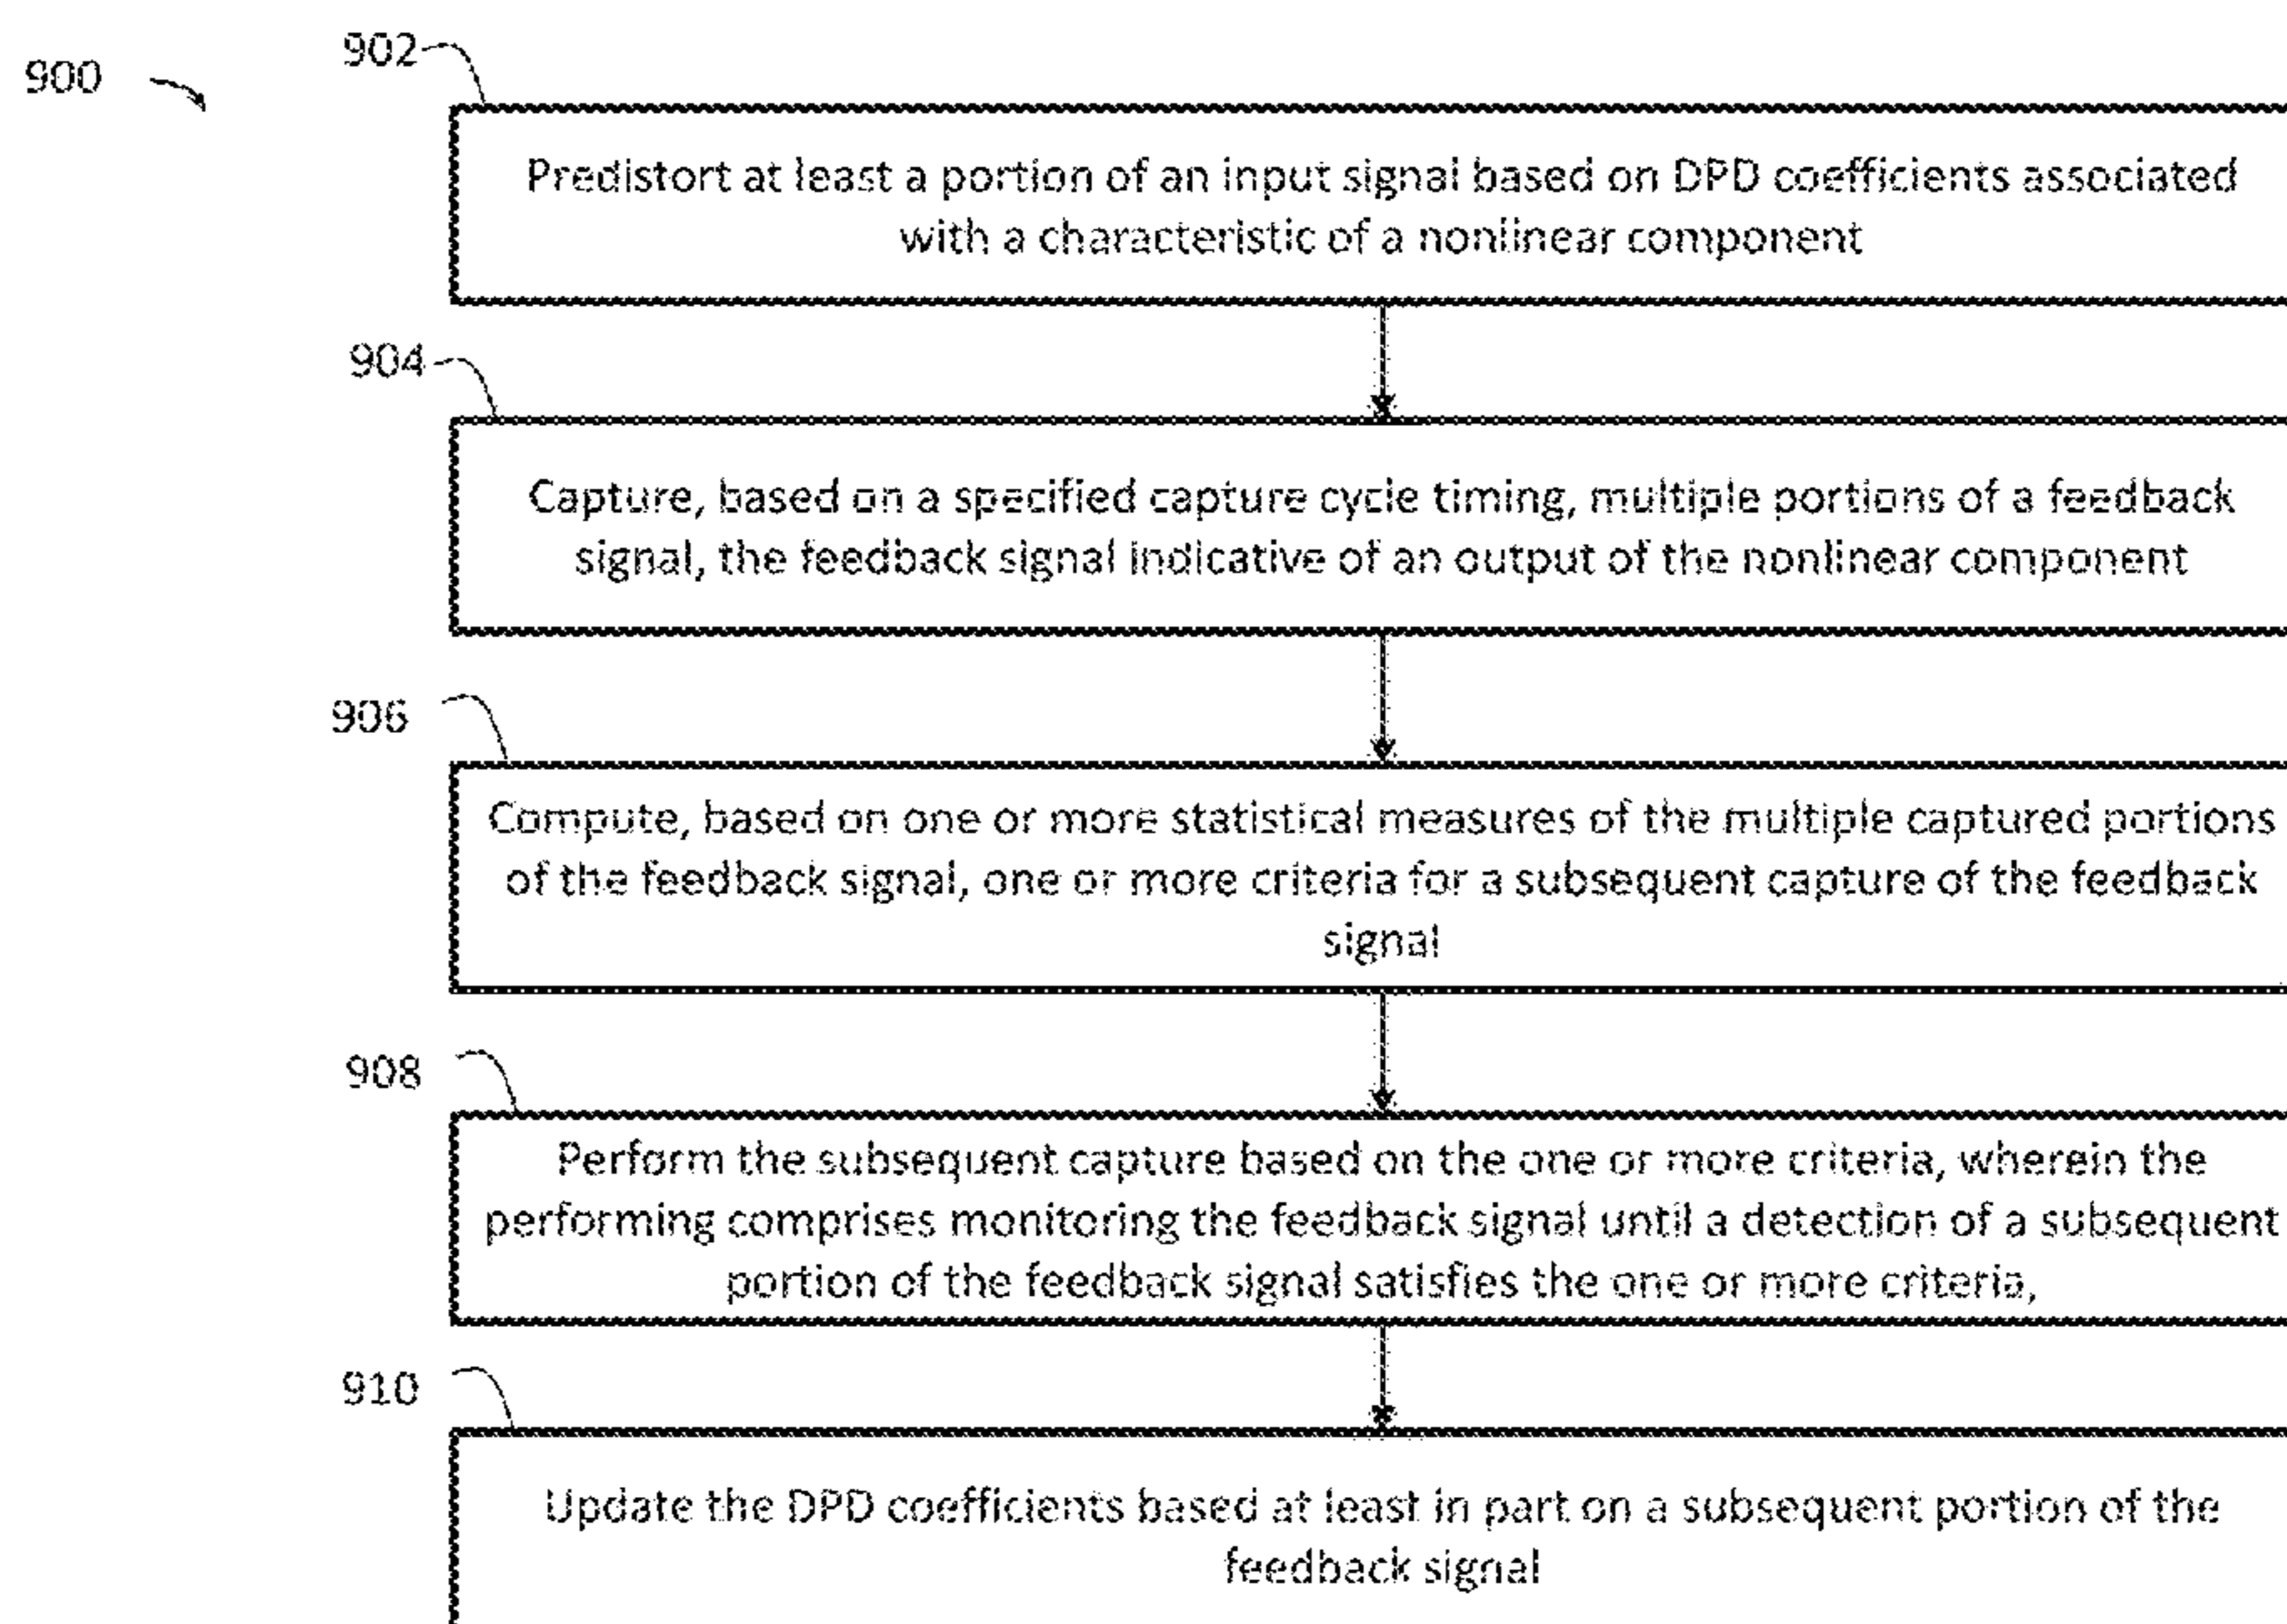 900
902
Predistort at least a portion of an input signal based on DPD coefficients associated
with a characteristic of a nonlinear component
904
Capture, based on a specified capture cycle timing, multiple portions of a feedback
signal, the feedback signal indicative of an output of the nonlinear component
906
Compute, based on one or more statistical measures of the multiple captured portions
of the feedback signal, one or more criteria for a subsequent capture of the feedback
signal
908
Perform the subsequent capture based on the one or more criteria, wherein the
performing comprises monitoring the feedback signal until a detection of a subsequent
portion of the feedback signal satisfies the one or more criteria,
910
Update the DPD coefficients based at least in part on a subsequent portion of the
feedback signal